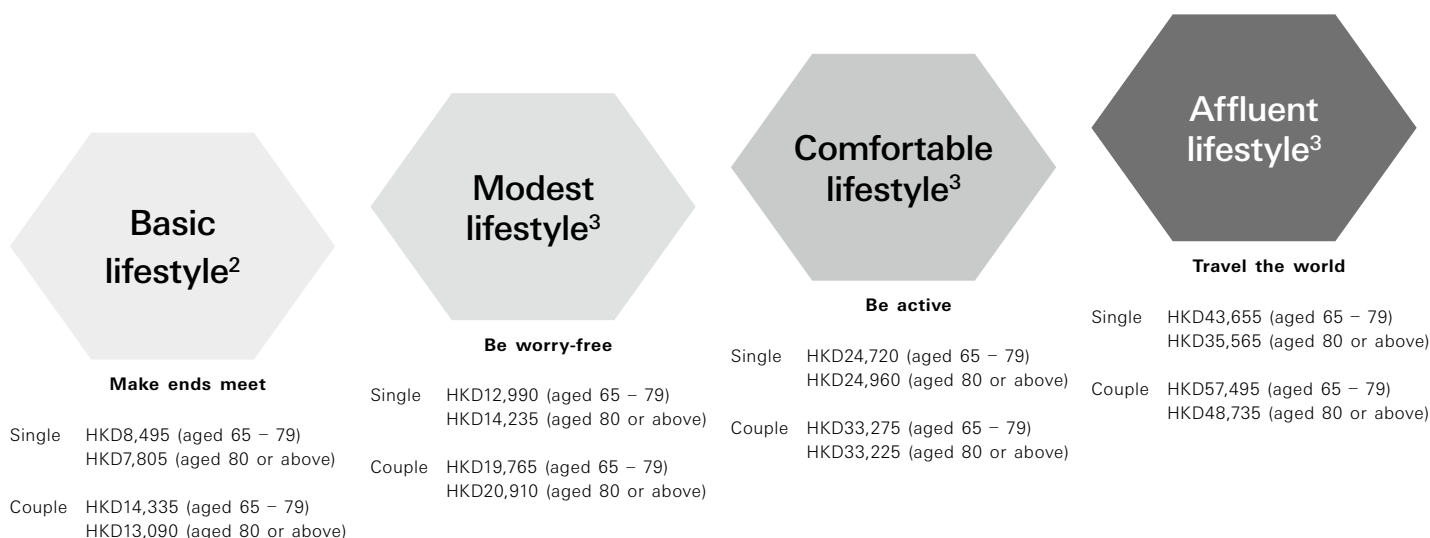 Basic
lifestyle²
Make ends meet
Single HKD8,495 (aged 65 – 79)
HKD7,805 (aged 80 or above)
Couple HKD14,335 (aged 65 – 79)
HKD13,090 (aged 80 or above)
Modest
lifestyle³
Be worry-free
Single HKD12,990 (aged 65 – 79)
HKD14,235 (aged 80 or above)
Couple HKD19,765 (aged 65 – 79)
HKD20,910 (aged 80 or above)
Comfortable
lifestyle³
Be active
Single HKD24,720 (aged 65 – 79)
HKD24,960 (aged 80 or above)
Couple HKD33,275 (aged 65 – 79)
HKD33,225 (aged 80 or above)
Affluent
lifestyle³
Travel the world
Single HKD43,655 (aged 65 – 79)
HKD35,565 (aged 80 or above)
Couple HKD57,495 (aged 65 – 79)
HKD48,735 (aged 80 or above)